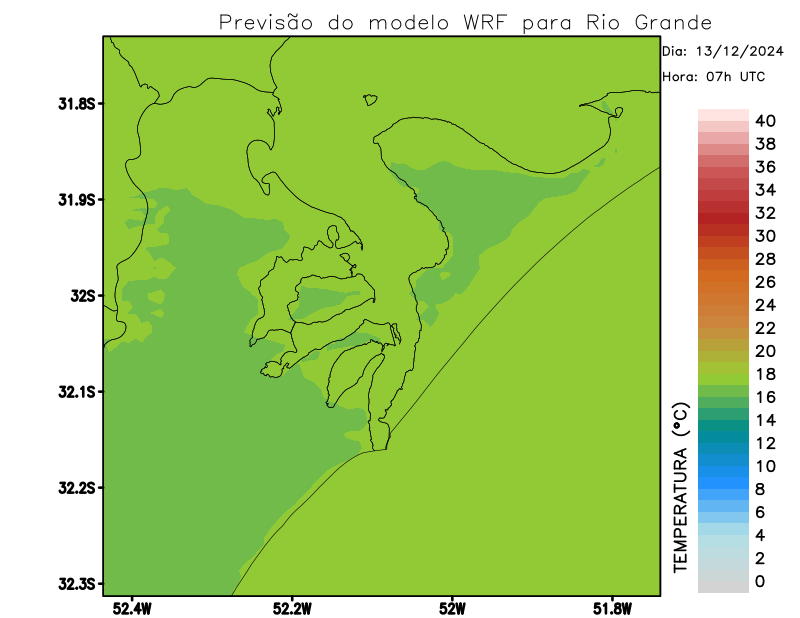 Previsão do modelo WRF para Rio Grande
Dia: 13/12/2024
Hora: 07h UTC
31.8S
31.9S
32S
32.1S
32.2S
32.3S
52.4W
52.2W
52W
51.8W
TEMPERATURA (°C)
40
38
36
34
32
30
28
26
24
22
20
18
16
14
12
10
8
6
4
2
0